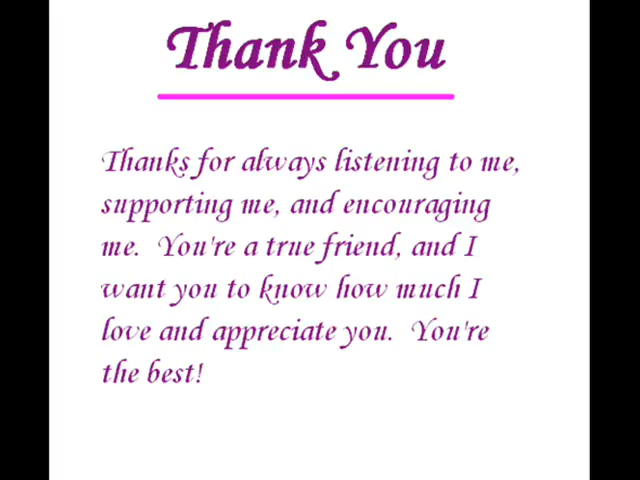 Thank You
Thanks for always listening to me,
supporting me, and encouraging
me.  You're a true friend, and I
want you to know how much I
love and appreciate you.  You're
the best!